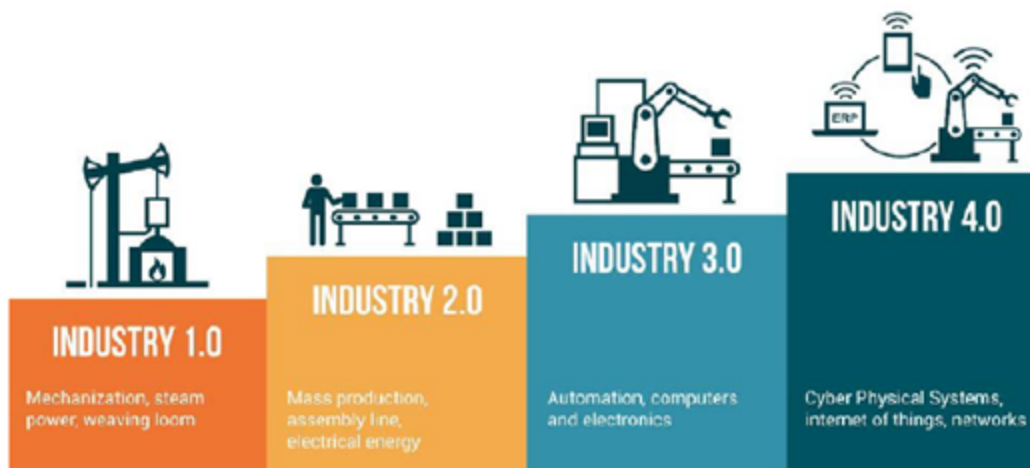 ERP
INDUSTRY 1.0
Mechanization, steam
power, weaving loom
INDUSTRY 2.0
Mass production,
assembly line,
electrical energy
INDUSTRY 3.0
Automation, computers
and electronics
INDUSTRY 4.0
Cyber Physical Systems,
internet of things, networks